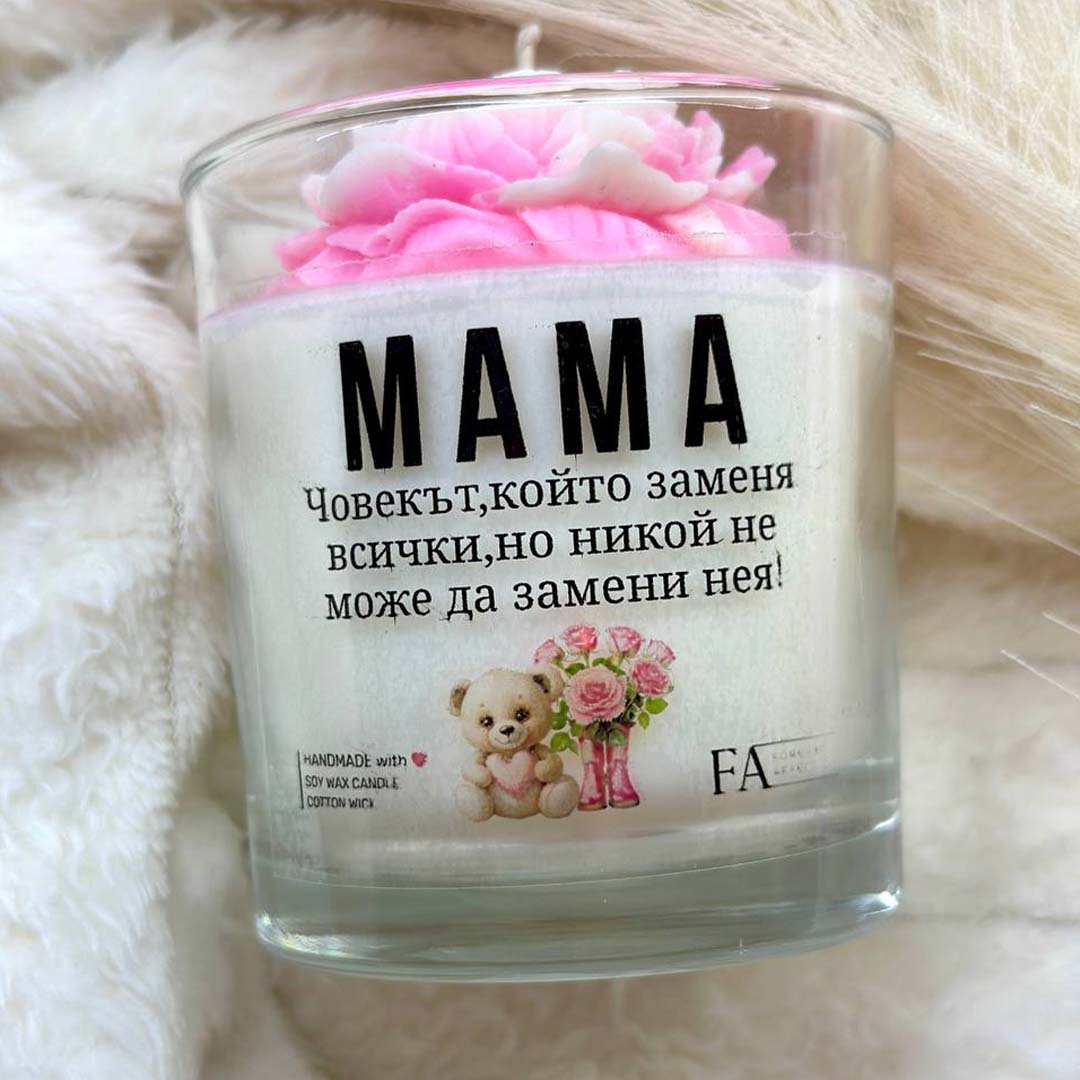 МАМА
Човекът,който заменя
всички,но никой не
може да замени нея!
HANDMADE with
SOY WAX CANDLE
COTTON WICK
FA